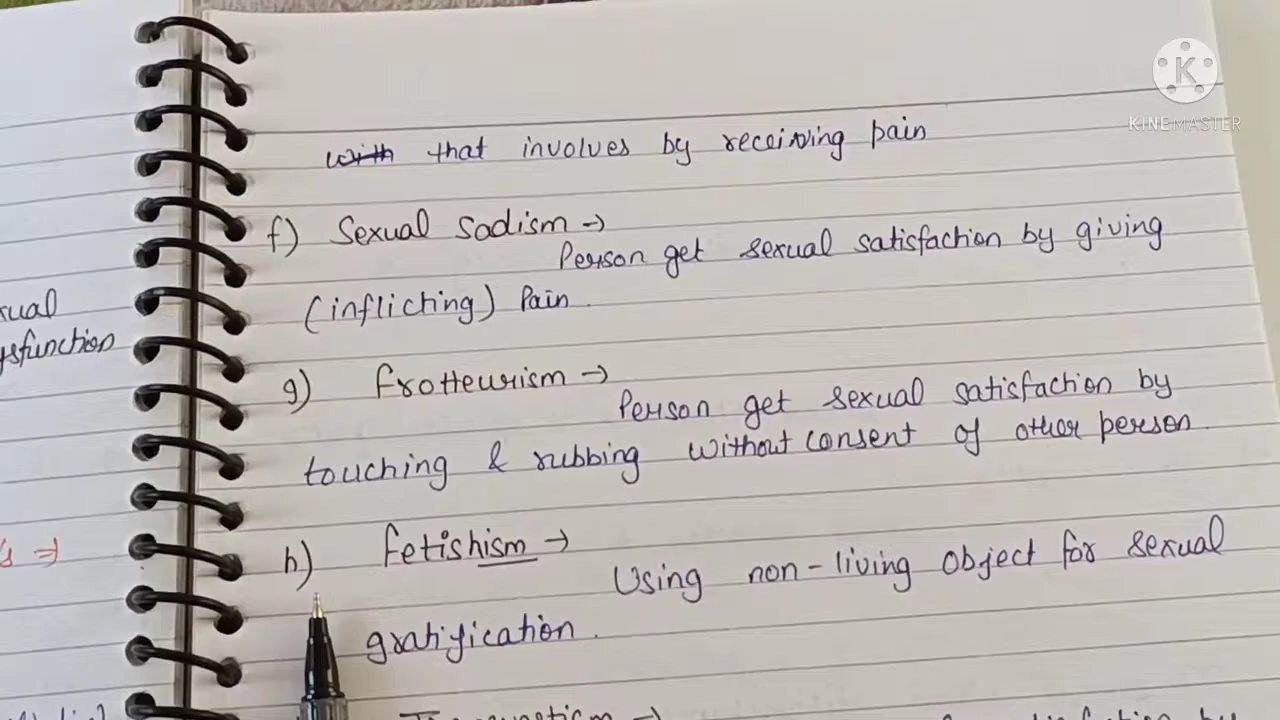 K
KINEMASTER
with that involves by receiving pain
f) Sexual Sadism →
Person get sexual satisfaction by giving
(inflicting) Pain.
g) Frotteurism →
Person get sexual satisfaction by
touching & rubbing without consent of other person.
h) Fetishism →
Using non-living object for sexual
gratification.
xual
ysfunction